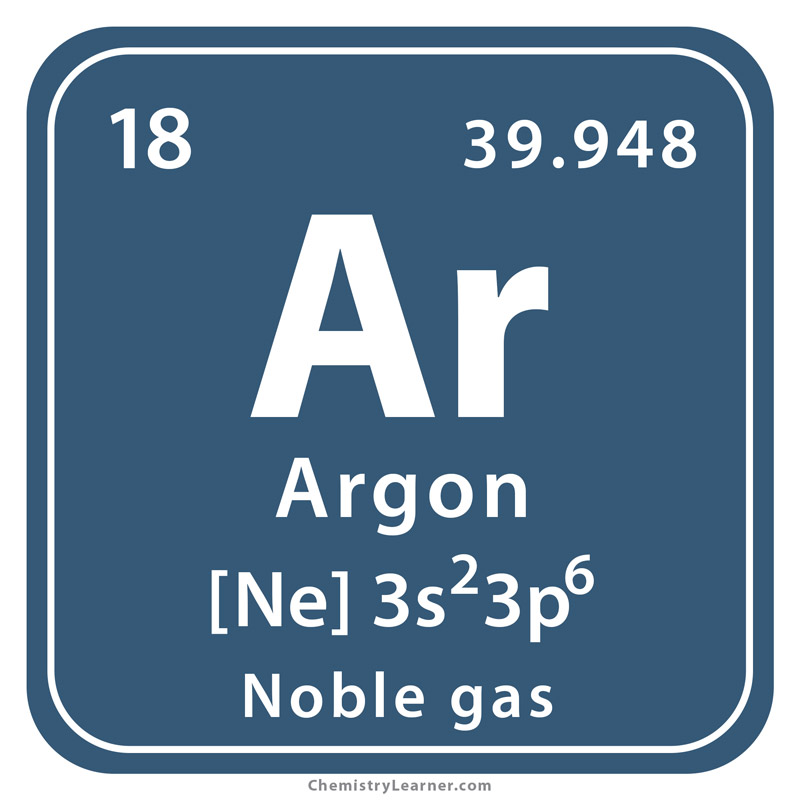 18 39.948
Ar
Argon
[Ne] 3s²3p⁶
Noble gas
ChemistryLearner.com